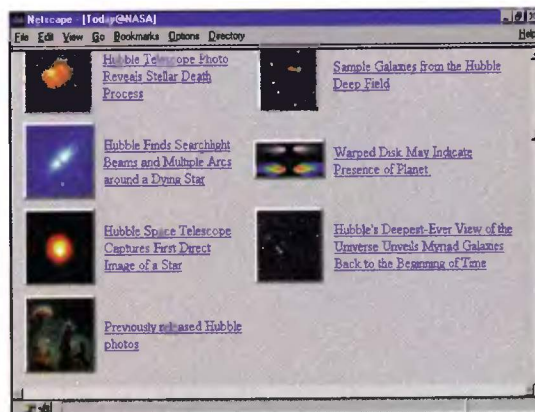 Netscape - [Today@NASA]
File Edit View Go Bookmarks Options Directory Help
Hubble Telescope Photo
Reveals Stellar Death
Process
Sample Galaxies from the Hubble
Deep Field
Hubble Finds Searchlight
Beams and Multiple Arcs
around a Dying Star
Warped Disk May Indicate
Presence of Planet
Hubble Space Telescope
Captures First Direct
Image of a Star
Hubble's Deepest-Ever View of the
Universe Unveils Myriad Galaxies
Back to the Beginning of Time
Previously released Hubble
photos